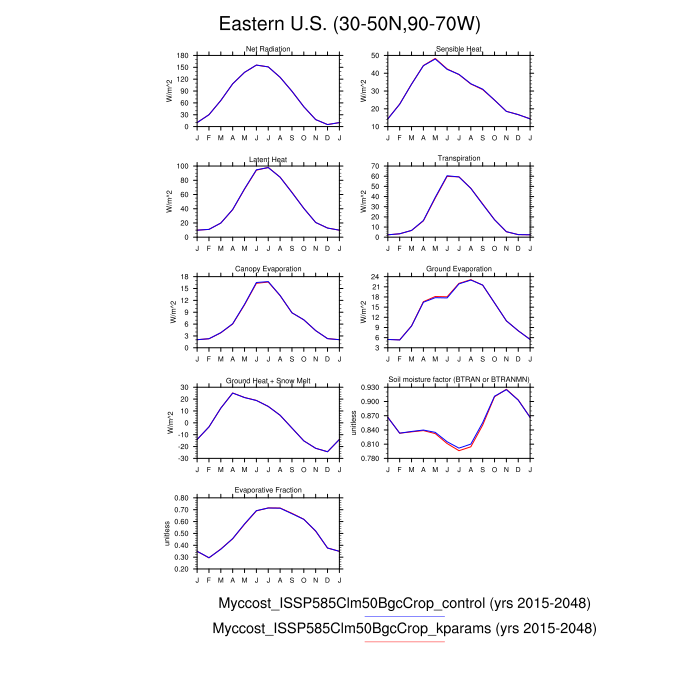 Eastern U.S. (30-50N,90-70W)
Net Radiation
W/m^2
180
150
120
90
60
30
0
J F M A M J J A S O N D J
Sensible Heat
W/m^2
50
40
30
20
10
J F M A M J J A S O N D J
Latent Heat
W/m^2
100
80
60
40
20
0
J F M A M J J A S O N D J
Transpiration
W/m^2
70
60
50
40
30
20
10
0
J F M A M J J A S O N D J
Canopy Evaporation
W/m^2
18
15
12
9
6
3
0
J F M A M J J A S O N D J
Ground Evaporation
W/m^2
24
21
18
15
12
9
6
3
J F M A M J J A S O N D J
Ground Heat + Snow Melt
W/m^2
30
20
10
0
-10
-20
-30
J F M A M J J A S O N D J
Soil moisture factor (BTRAN or BTRANMN)
unitless
0.930
0.900
0.870
0.840
0.810
0.780
J F M A M J J A S O N D J
Evaporative Fraction
unitless
0.80
0.70
0.60
0.50
0.40
0.30
0.20
J F M A M J J A S O N D J
Myccost_ISSP585Clm50BgcCrop_control (yrs 2015-2048)
Myccost_ISSP585Clm50BgcCrop_kparams (yrs 2015-2048)